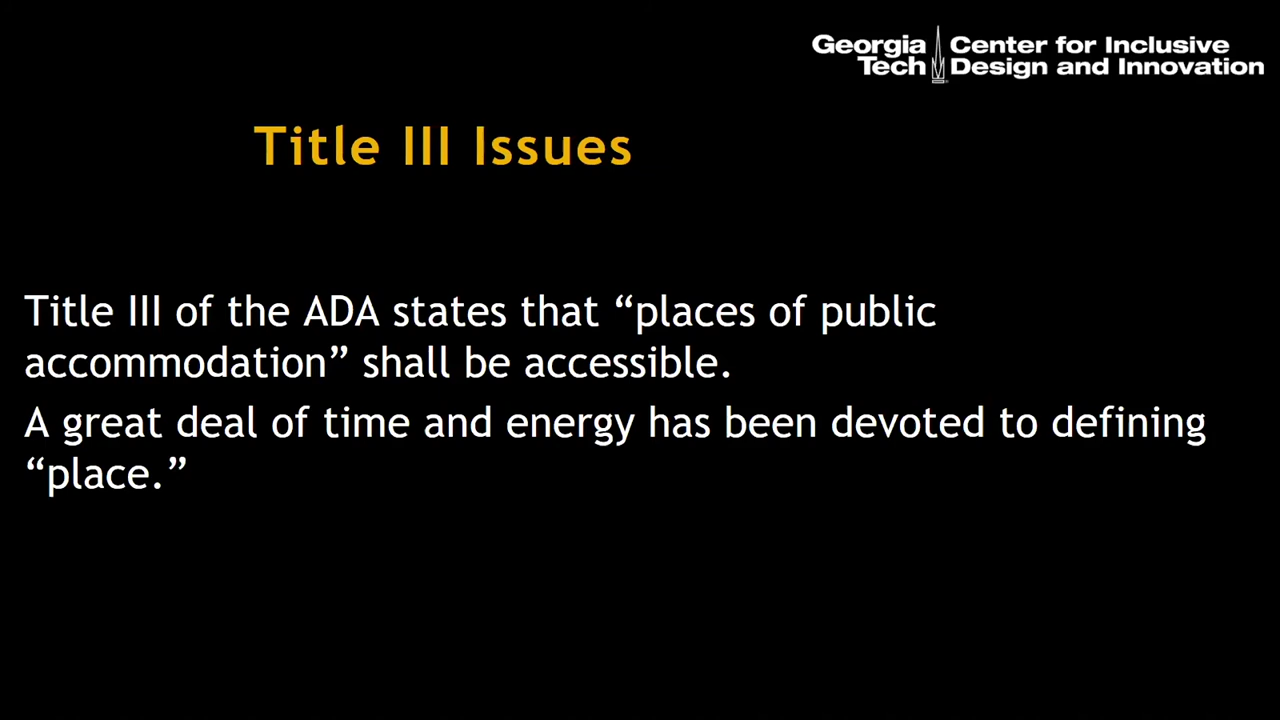 Georgia Tech
Center for Inclusive Design and Innovation
Title III Issues
Title III of the ADA states that “places of public
accommodation” shall be accessible.
A great deal of time and energy has been devoted to defining
“place.”